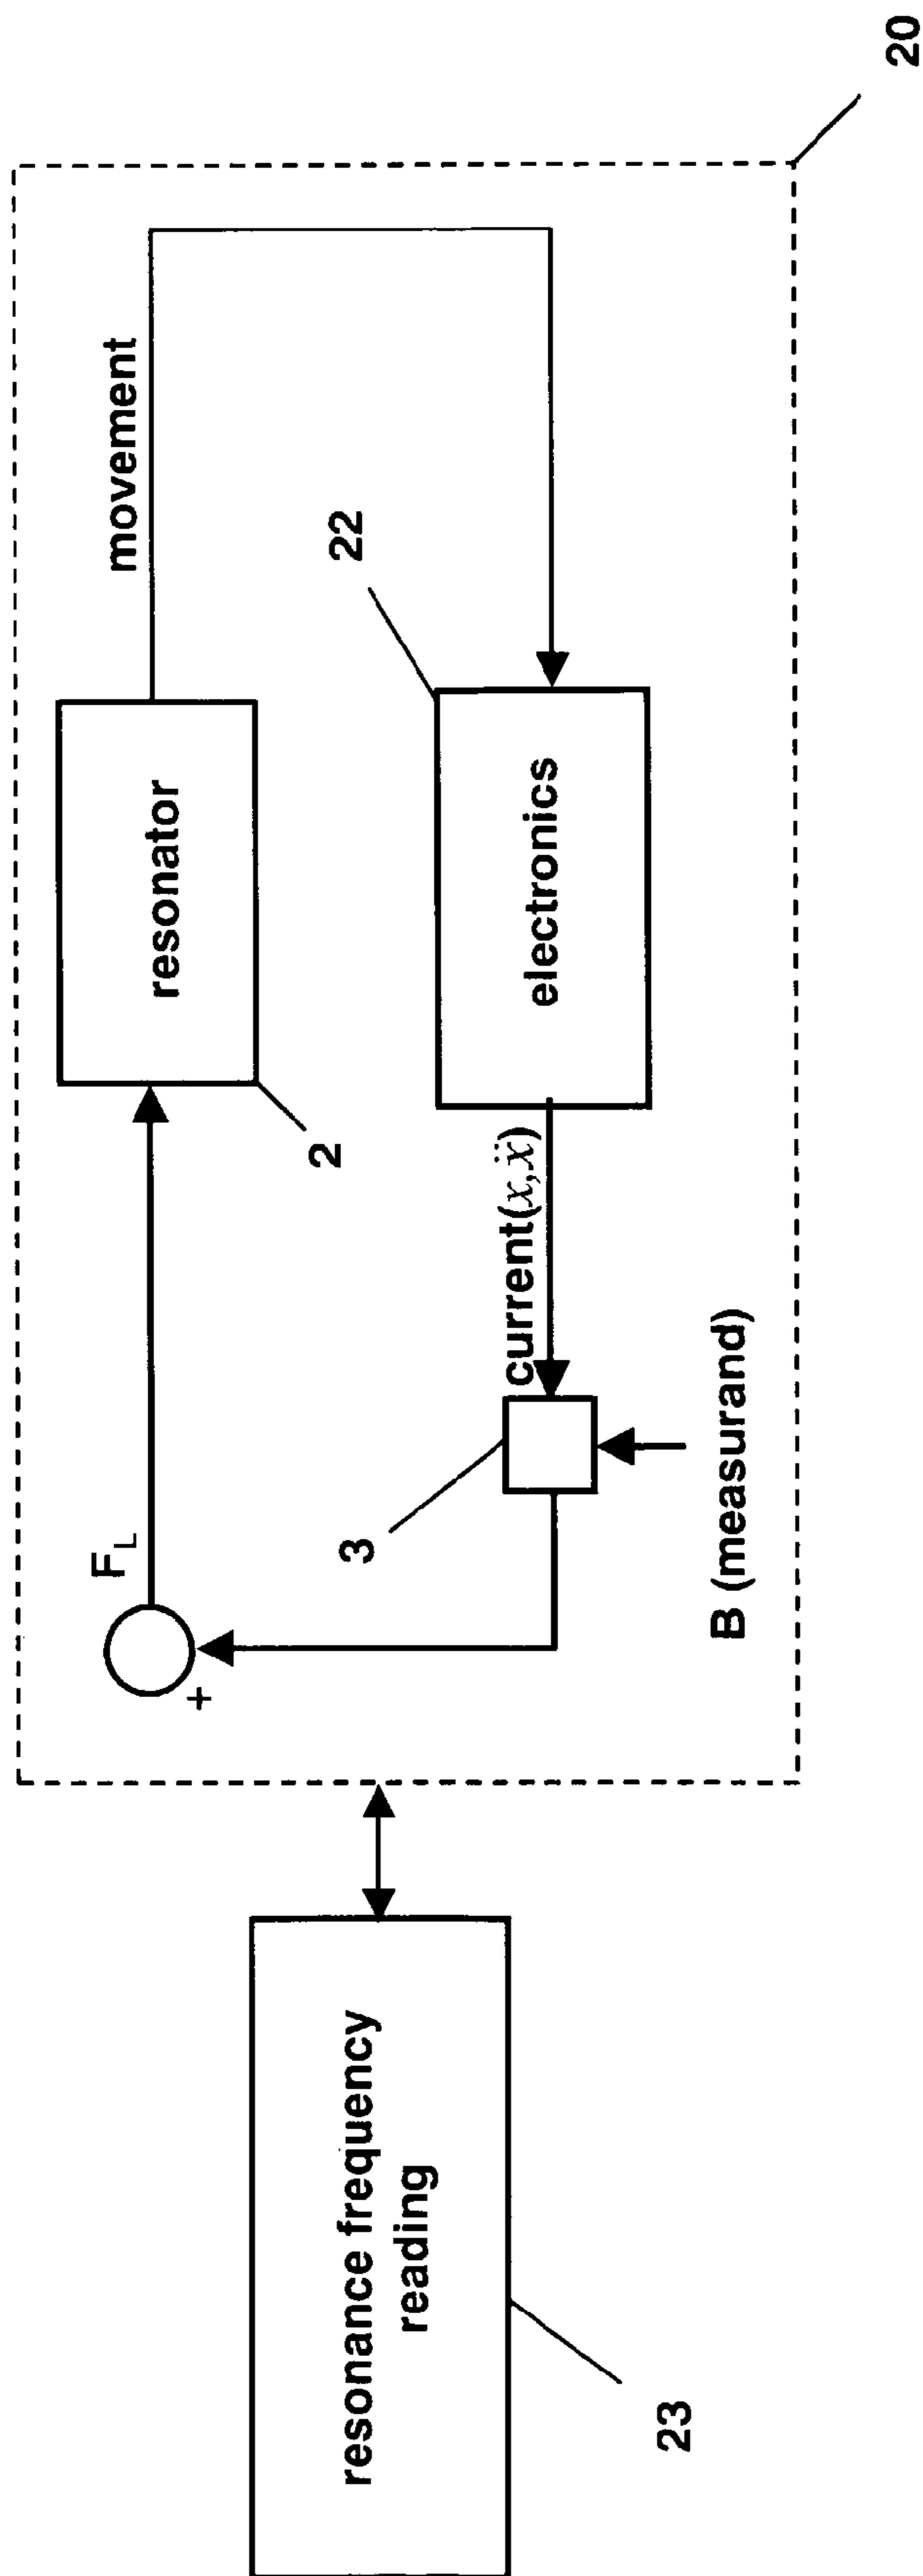 resonance frequency
reading
23
F_L
+
resonator
2
movement
electronics
22
current(x,ẍ)
3
B (measurand)
20